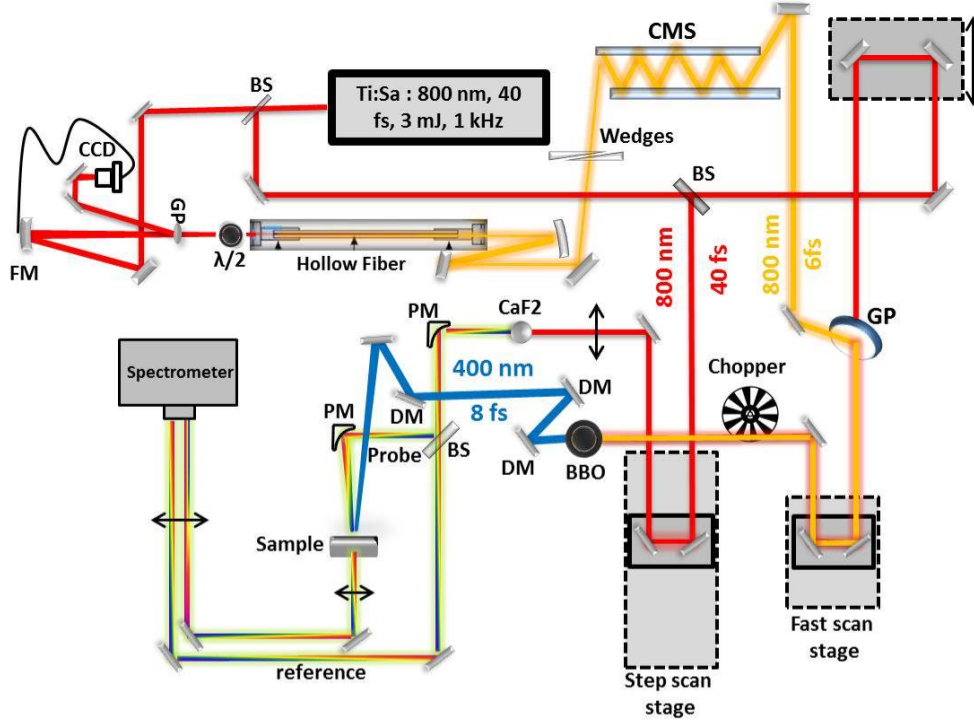 CMS
BS
Ti:Sa : 800 nm, 40
fs, 3 mJ, 1 kHz
CCD
Wedges
BS
GP
FM
λ/2
Hollow Fiber
800 nm
40 fs
800 nm
6fs
PM
CaF2
GP
Spectrometer
400 nm
8 fs
DM
DM
Chopper
PM
Probe
BS
DM
BBO
Sample
reference
Step scan
stage
Fast scan
stage